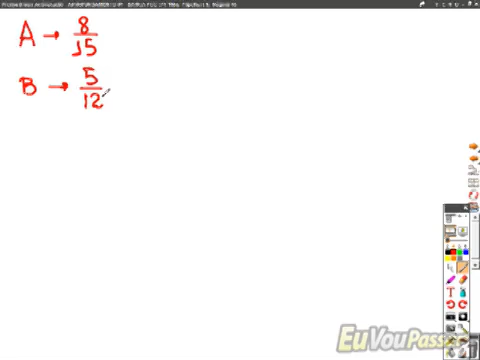 A → 8/15
B → 5/12
EuVouPassar